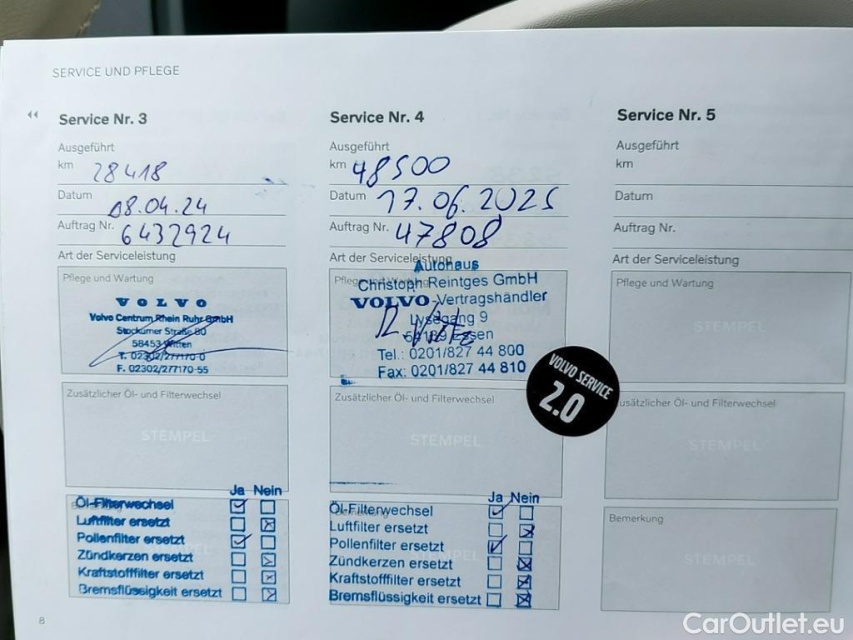 SERVICE UND PFLEGE
Service Nr. 3
Ausgeführt
km 28418
Datum 08.04.24
Auftrag Nr. 6432924
Art der Serviceleistung
Pflege und Wartung
VOLVO
Volvo Centrum Rhein Ruhr GmbH
Stockumer Straße 80
58453 Witten
T. 02302/277170-0
F. 02302/277170-55
Zusätzlicher Öl- und Filterwechsel
STEMPEL
Ja Nein
Öl-Filterwechsel
Luftfilter ersetzt
Pollenfilter ersetzt
Zündkerzen ersetzt
Kraftstofffilter ersetzt
Bremsflüssigkeit ersetzt
Service Nr. 4
Ausgeführt
km 48500
Datum 17.06.2025
Auftrag Nr. 47808
Art der Serviceleistung
Autohaus
Christoph Reintges GmbH
VOLVO-Vertragshändler
9
Essen
Tel.: 0201/827 44 800
Fax: 0201/827 44 810
VOLVO SERVICE
2.0
Zusätzlicher Öl- und Filterwechsel
STEMPEL
Ja Nein
Öl-Filterwechsel
Luftfilter ersetzt
Pollenfilter ersetzt
Zündkerzen ersetzt
Kraftstofffilter ersetzt
Bremsflüssigkeit ersetzt
Service Nr. 5
Ausgeführt
km
Datum
Auftrag Nr.
Art der Serviceleistung
Pflege und Wartung
STEMPEL
usätzlicher Öl- und Filterwechsel
STEMPEL
Bemerkung
STEMPEL
8
CarOutlet.eu